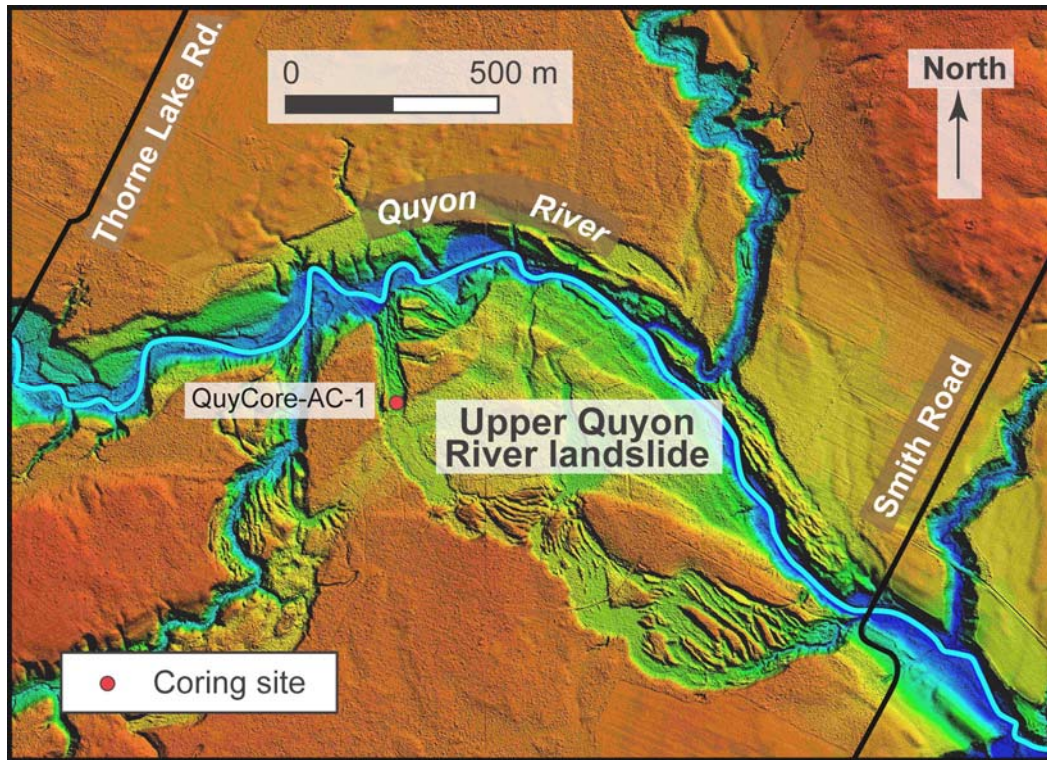 Thorne Lake Rd.
0 500 m
North
Quyon River
QuyCore-AC-1
Upper Quyon
River landslide
Smith Road
Coring site